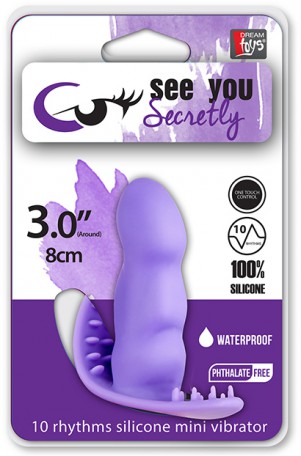 DREAM
toys
see you
Secretly
3.0”
(Around)
8cm
ONE TOUCH
CONTROL
10
RHYTHMS
100%
SILICONE
WATERPROOF
PHTHALATE FREE
10 rhythms silicone mini vibrator